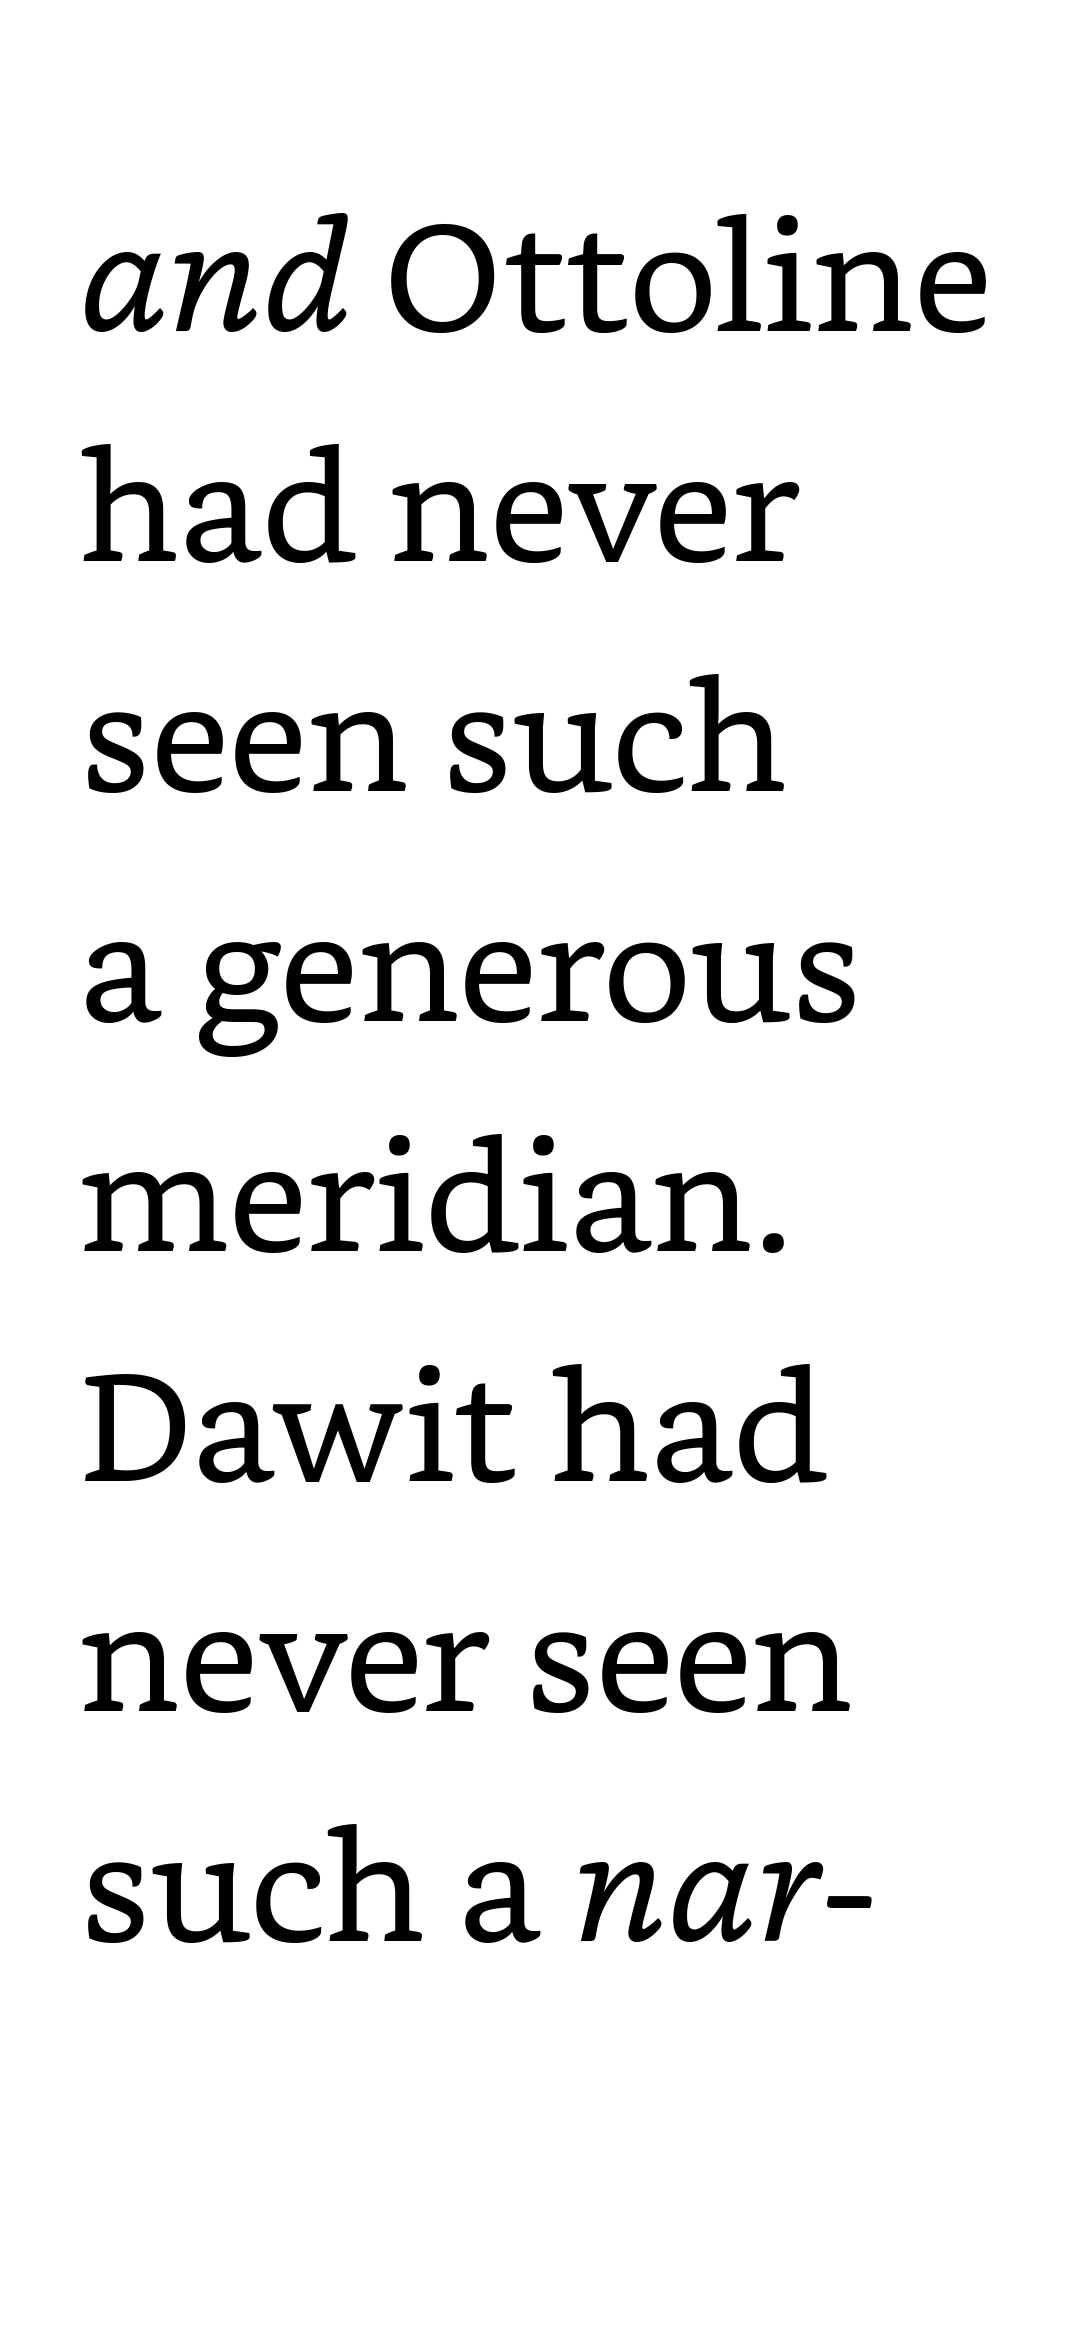 and Ottoline
had never
seen such
a generous
meridian.
Dawit had
never seen
such a nar-